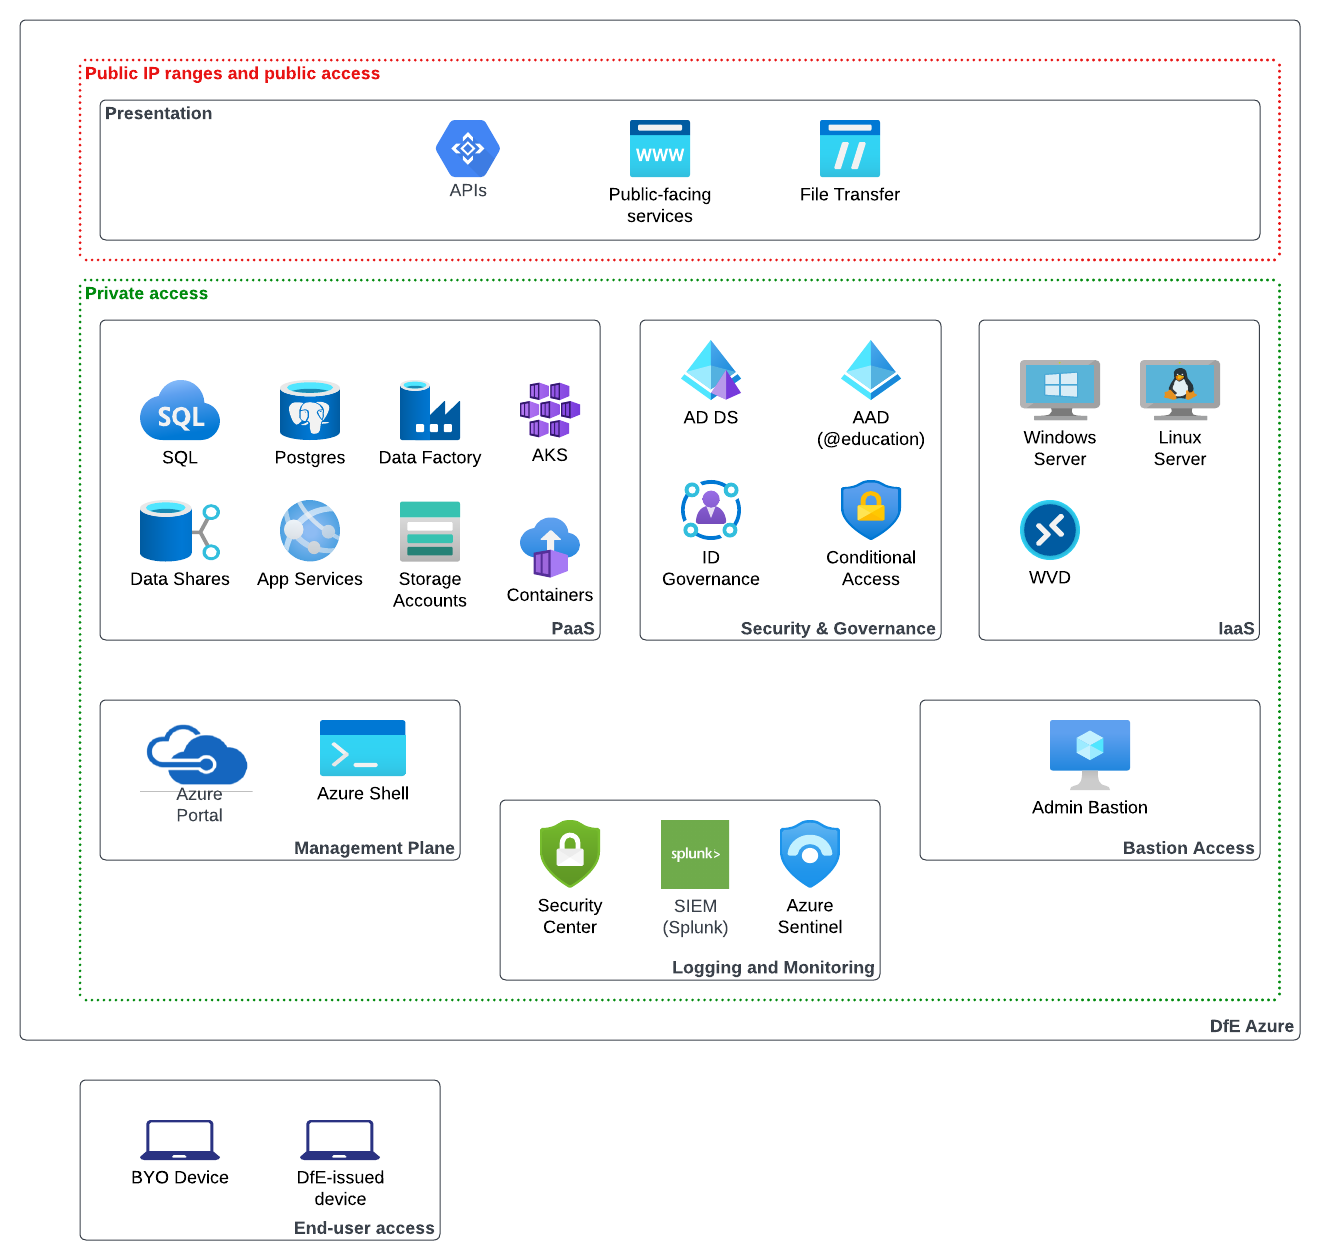 Public IP ranges and public access
Presentation
WWW
APIs
Public-facing
services
File Transfer
Private access
SQL
SQL
Postgres
Data Factory
AKS
Data Shares
App Services
Storage
Accounts
Containers
PaaS
AD DS
AAD
(@education)
ID
Governance
Conditional
Access
Security & Governance
Windows
Server
Linux
Server
WVD
IaaS
Azure
Portal
Azure Shell
Management Plane
Security
Center
splunk>
SIEM
(Splunk)
Azure
Sentinel
Logging and Monitoring
Admin Bastion
Bastion Access
DfE Azure
BYO Device
DfE-issued
device
End-user access